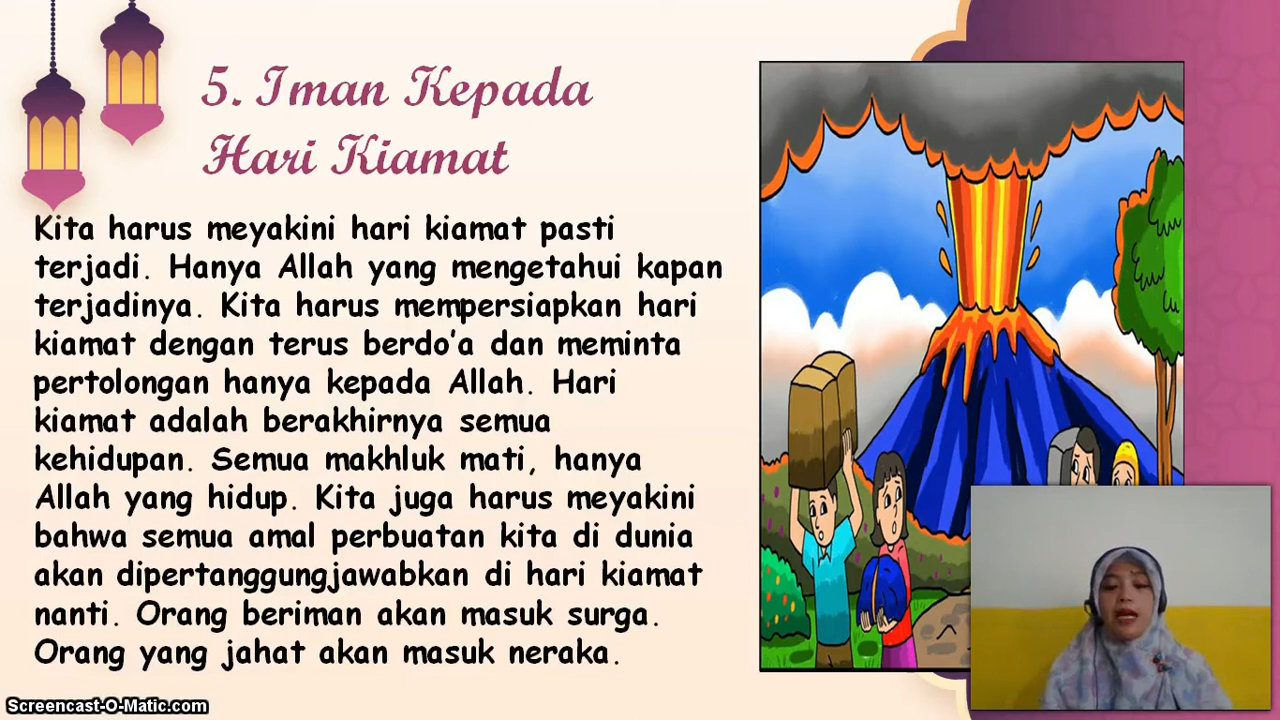 5. Iman Kepada
Hari Kiamat
Kita harus meyakini hari kiamat pasti
terjadi. Hanya Allah yang mengetahui kapan
terjadinya. Kita harus mempersiapkan hari
kiamat dengan terus berdo'a dan meminta
pertolongan hanya kepada Allah. Hari
kiamat adalah berakhirnya semua
kehidupan. Semua makhluk mati, hanya
Allah yang hidup. Kita juga harus meyakini
bahwa semua amal perbuatan kita di dunia
akan dipertanggungjawabkan di hari kiamat
nanti. Orang beriman akan masuk surga.
Orang yang jahat akan masuk neraka.
Screencast-O-Matic.com